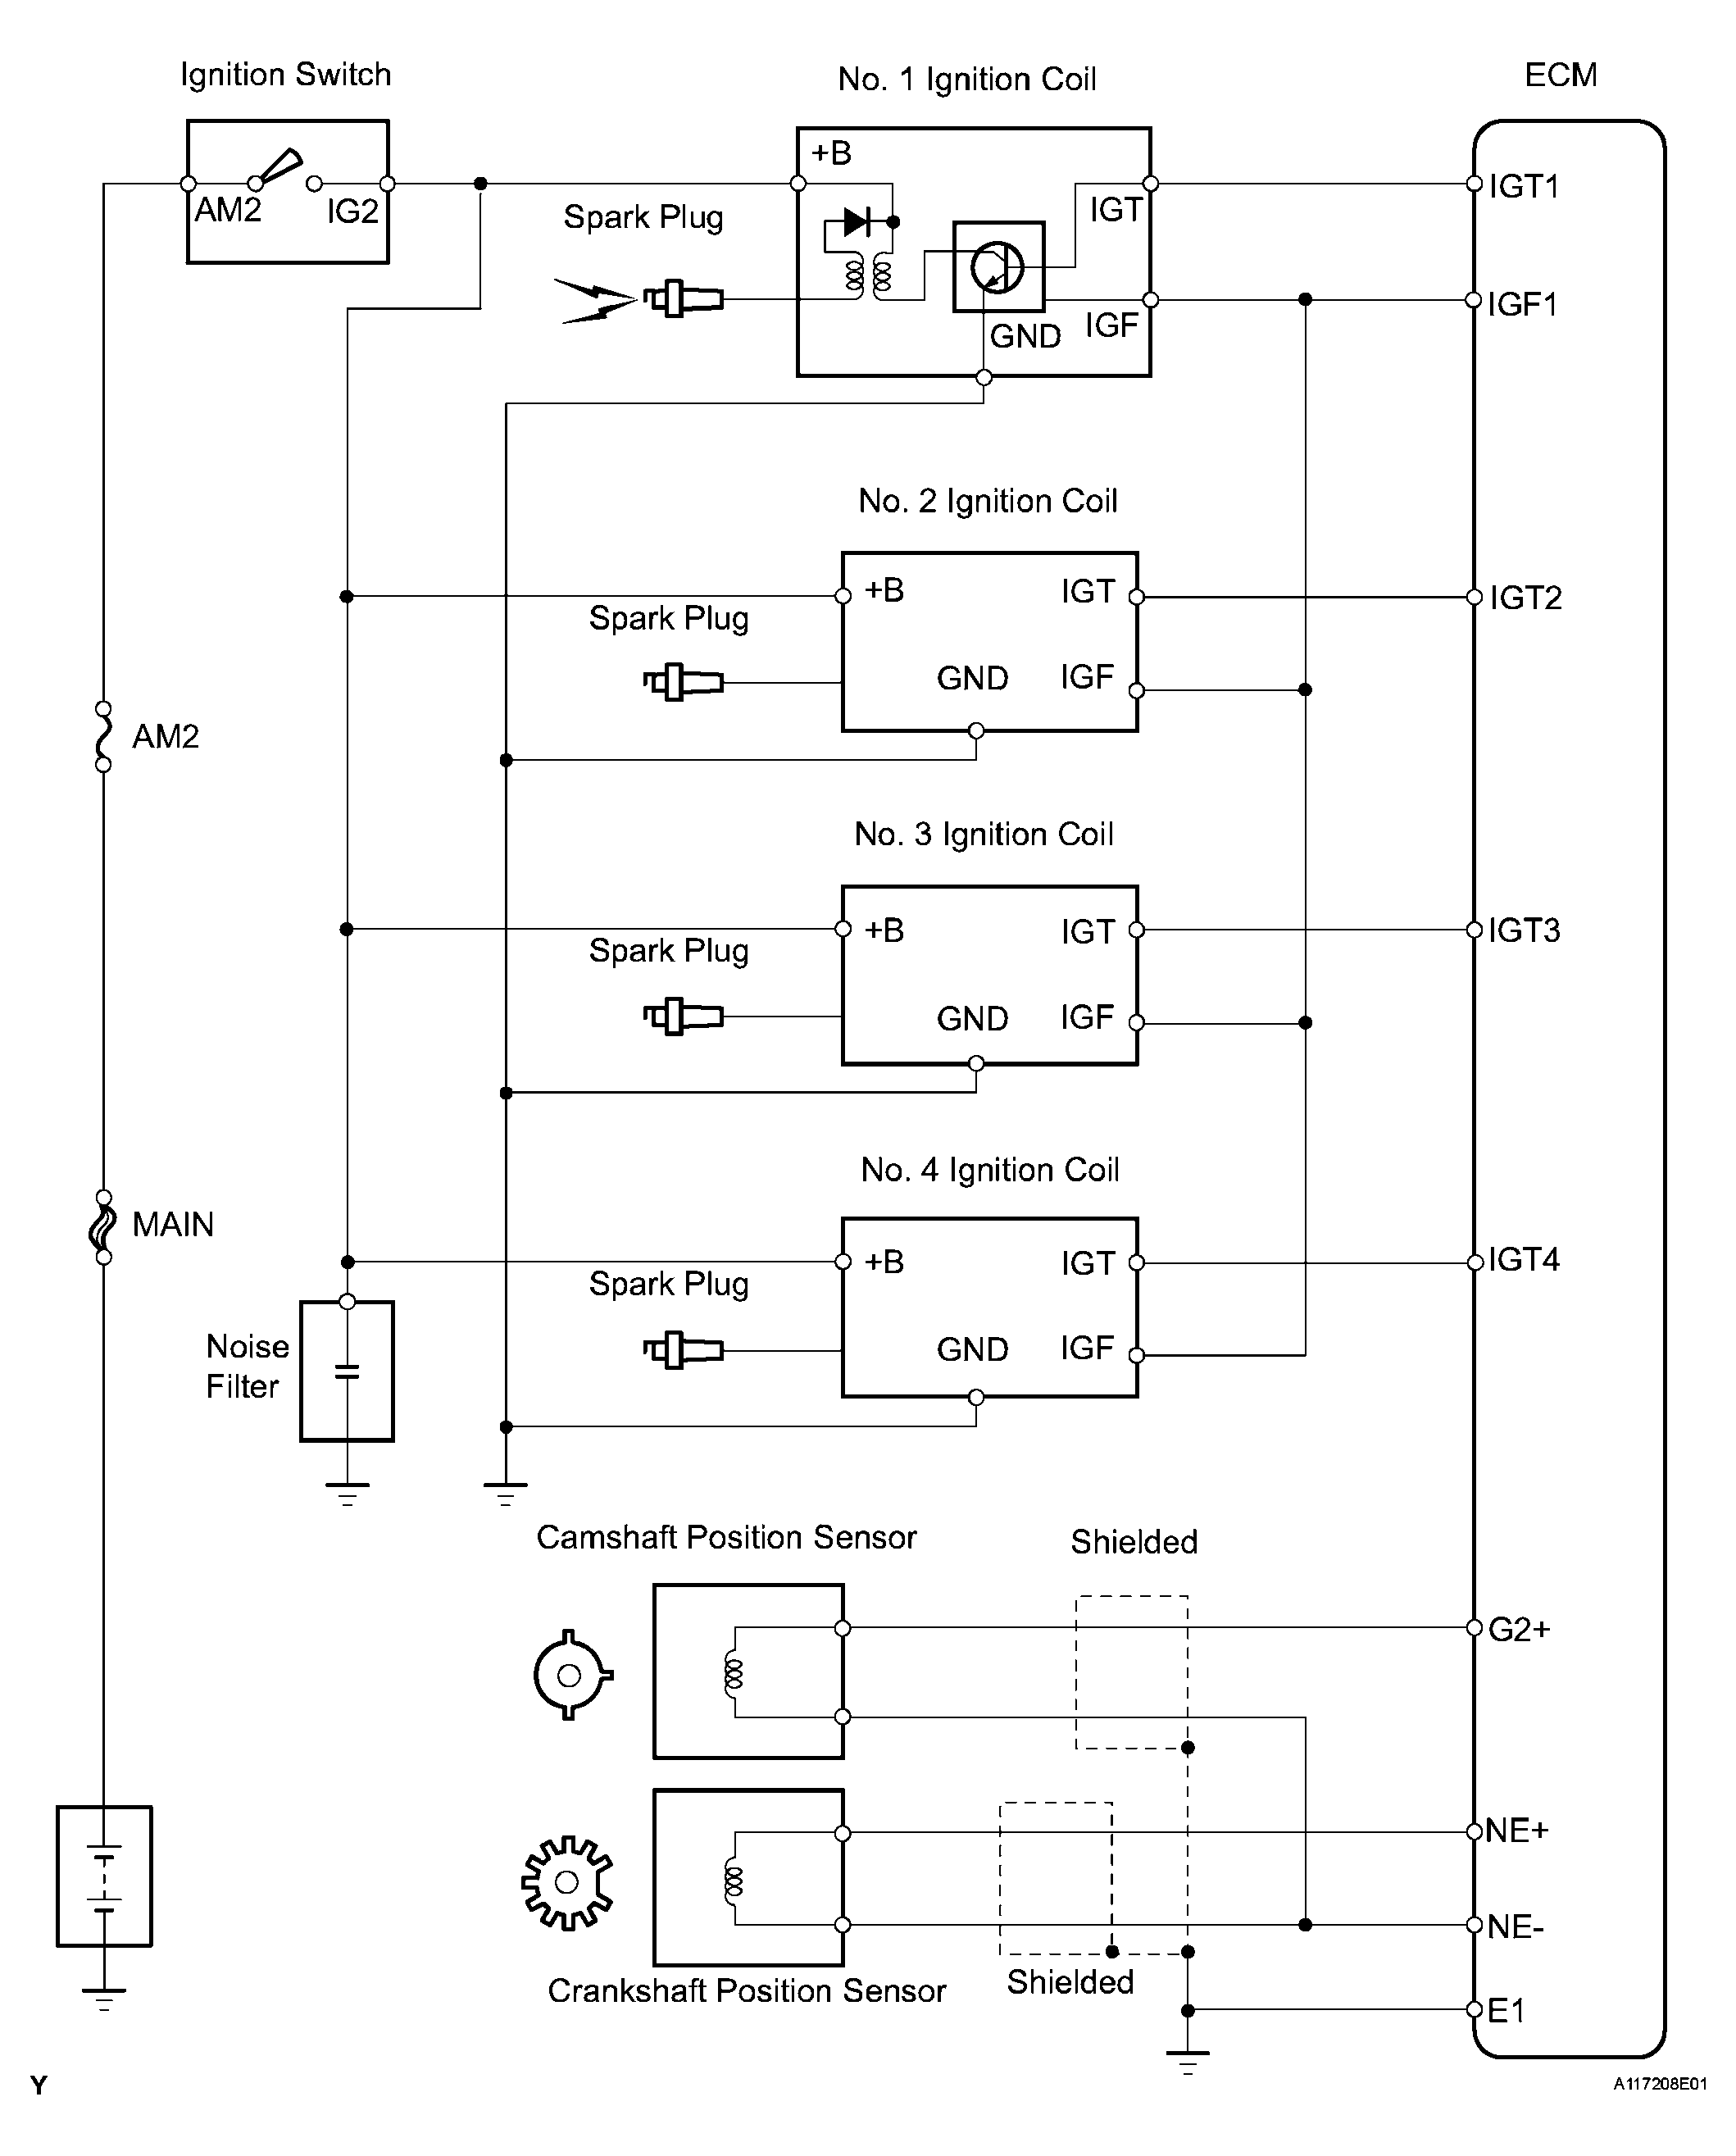 Ignition Switch
No. 1 Ignition Coil
ECM
+B
AM2
IG2
Spark Plug
IGT
IGT1
GND
IGF
IGF1
No. 2 Ignition Coil
+B
IGT
IGT2
Spark Plug
GND
IGF
AM2
No. 3 Ignition Coil
+B
IGT
IGT3
Spark Plug
GND
IGF
No. 4 Ignition Coil
MAIN
+B
IGT
IGT4
Spark Plug
Noise
Filter
GND
IGF
Camshaft Position Sensor
Shielded
G2+
NE+
NE-
Shielded
Crankshaft Position Sensor
E1
Y
A117208E01